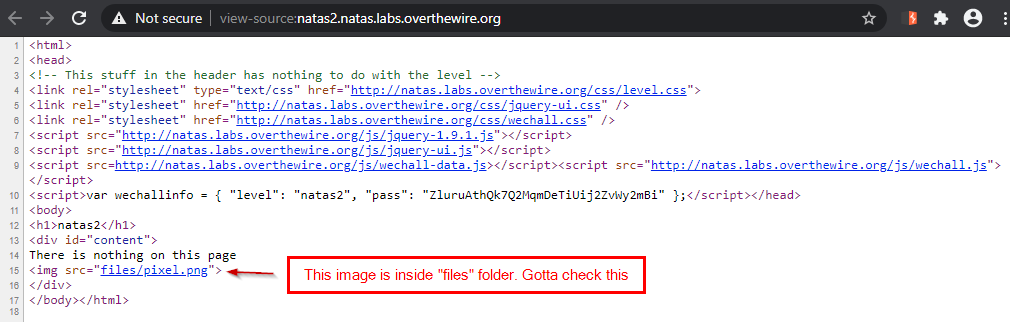 Not secure | view-source:natas2.natas.labs.overthewire.org
1 <html>
2 <head>
3 <!-- This stuff in the header has nothing to do with the level -->
4 <link rel="stylesheet" type="text/css" href="http://natas.labs.overthewire.org/css/level.css">
5 <link rel="stylesheet" href="http://natas.labs.overthewire.org/css/jquery-ui.css" />
6 <link rel="stylesheet" href="http://natas.labs.overthewire.org/css/wechall.css" />
7 <script src="http://natas.labs.overthewire.org/js/jquery-1.9.1.js"></script>
8 <script src="http://natas.labs.overthewire.org/js/jquery-ui.js"></script>
9 <script src=http://natas.labs.overthewire.org/js/wechall-data.js></script><script src="http://natas.labs.overthewire.org/js/wechall.js">
</script>
10 <script>var wechallinfo = { "level": "natas2", "pass": "ZluruAthQk7Q2MqmDeTiUij2ZvWy2mBi" };</script></head>
11 <body>
12 <h1>natas2</h1>
13 <div id="content">
14 There is nothing on this page
15 <img src="files/pixel.png">
This image is inside "files" folder. Gotta check this
16 </div>
17 </body></html>
18